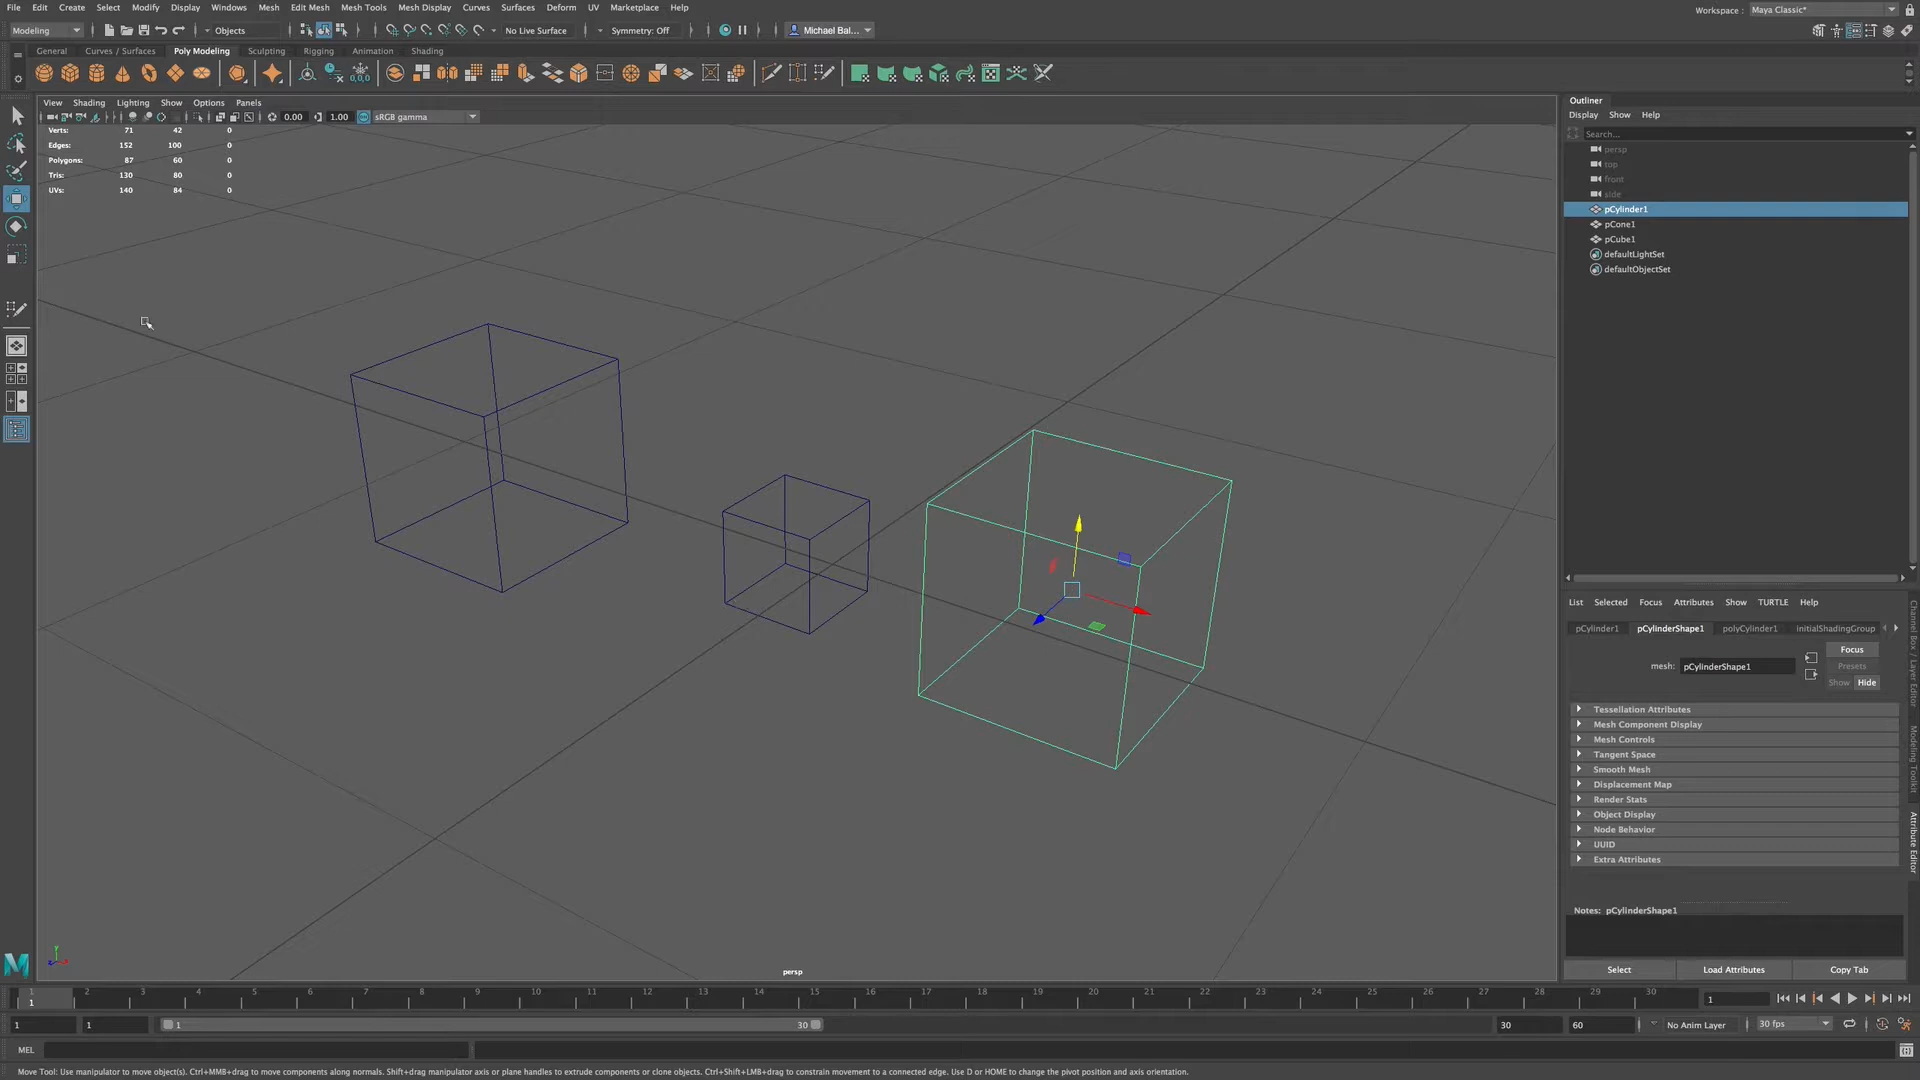 File Edit Create Select Modify Display Windows Mesh Edit Mesh Mesh Tools Mesh Display Curves Surfaces Deform UV Marketplace Help
Workspace : Maya Classic*
Modeling Objects No Live Surface Symmetry: Off Michael Bal...
General Curves / Surfaces Poly Modeling Sculpting Rigging Animation Shading
View Shading Lighting Show Options Panels
0.00 1.00 sRGB gamma
Verts: 71 42 0
Edges: 152 100 0
Polygons: 87 60 0
Tris: 130 80 0
UVs: 140 84 0
persp
Outliner
Display Show Help
Search...
persp
top
front
side
pCylinder1
pCone1
pCube1
defaultLightSet
defaultObjectSet
List Selected Focus Attributes Show TURTLE Help
pCylinder1 pCylinderShape1 polyCylinder1 initialShadingGroup
Focus
mesh: pCylinderShape1
Presets
Show Hide
Tessellation Attributes
Mesh Component Display
Mesh Controls
Tangent Space
Smooth Mesh
Displacement Map
Render Stats
Object Display
Node Behavior
UUID
Extra Attributes
Notes: pCylinderShape1
Select Load Attributes Copy Tab
Channel Box / Layer Editor
Modeling Toolkit
Attribute Editor
1 2 3 4 5 6 7 8 9 10 11 12 13 14 15 16 17 18 19 20 21 22 23 24 25 26 27 28 29 30
1 1
1 1 1 30 30 60 No Anim Layer 30 fps
MEL
Move Tool: Use manipulator to move object(s). Ctrl+MMB+drag to move components along normals. Shift+drag manipulator axis or plane handles to extrude components or clone objects. Ctrl+Shift+LMB+drag to constrain movement to a connected edge. Use D or HOME to change the pivot position and axis orientation.